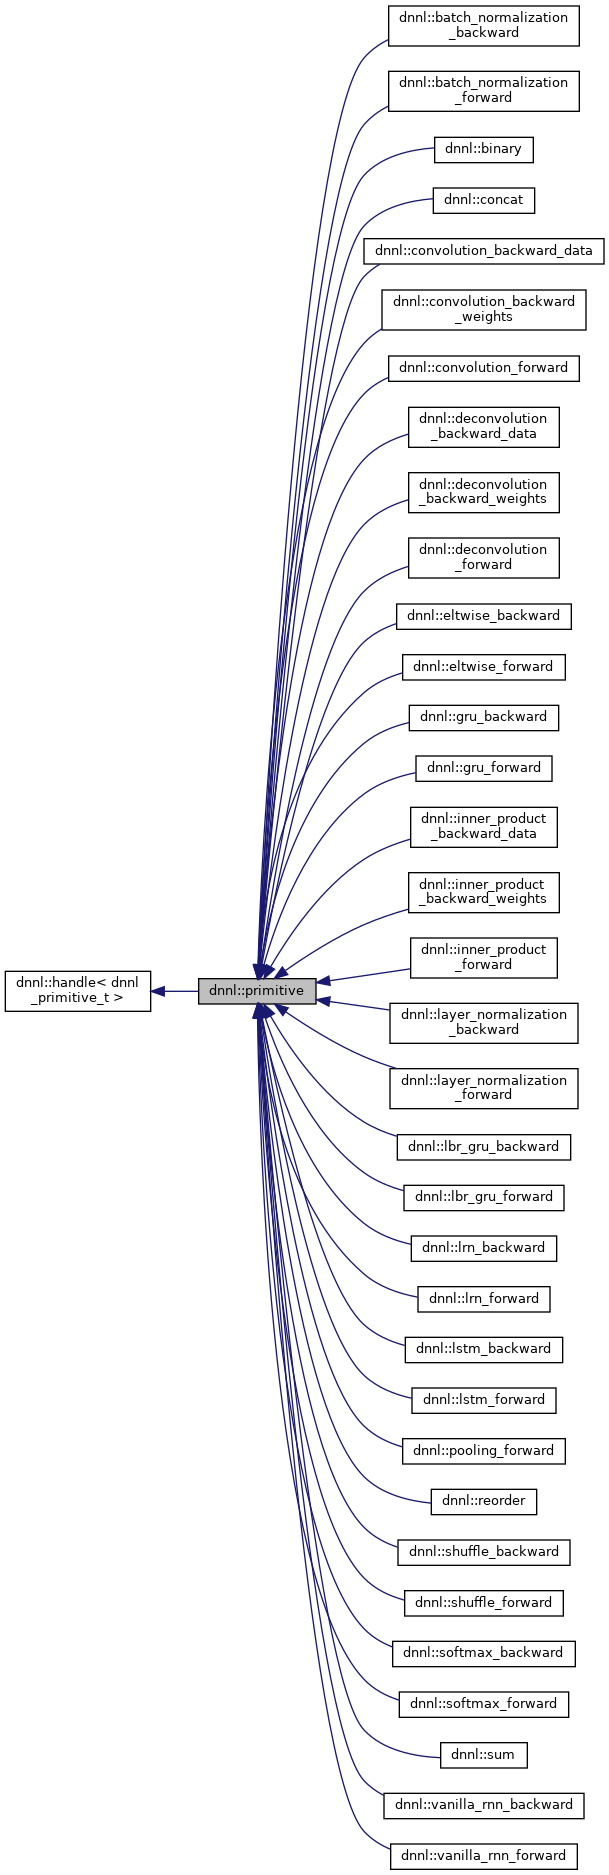 dnnl::batch_normalization
_backward
dnnl::batch_normalization
_forward
dnnl::binary
dnnl::concat
dnnl::convolution_backward_data
dnnl::convolution_backward
_weights
dnnl::convolution_forward
dnnl::deconvolution
_backward_data
dnnl::deconvolution
_backward_weights
dnnl::deconvolution
_forward
dnnl::eltwise_backward
dnnl::eltwise_forward
dnnl::gru_backward
dnnl::gru_forward
dnnl::inner_product
_backward_data
dnnl::inner_product
_backward_weights
dnnl::inner_product
_forward
dnnl::handle< dnnl
_primitive_t >
dnnl::primitive
dnnl::layer_normalization
_backward
dnnl::layer_normalization
_forward
dnnl::lbr_gru_backward
dnnl::lbr_gru_forward
dnnl::lrn_backward
dnnl::lrn_forward
dnnl::lstm_backward
dnnl::lstm_forward
dnnl::pooling_forward
dnnl::reorder
dnnl::shuffle_backward
dnnl::shuffle_forward
dnnl::softmax_backward
dnnl::softmax_forward
dnnl::sum
dnnl::vanilla_rnn_backward
dnnl::vanilla_rnn_forward